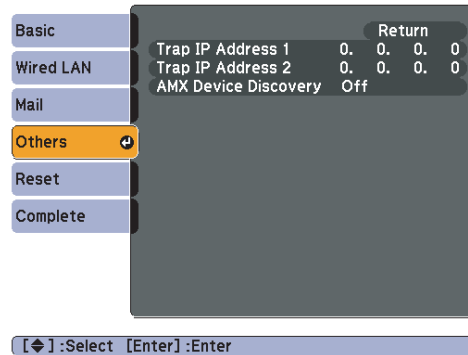 Basic
Wired LAN
Mail
Others
Reset
Complete
Return
Trap IP Address 1 0. 0. 0. 0
Trap IP Address 2 0. 0. 0. 0
AMX Device Discovery Off
[◆] :Select [Enter] :Enter